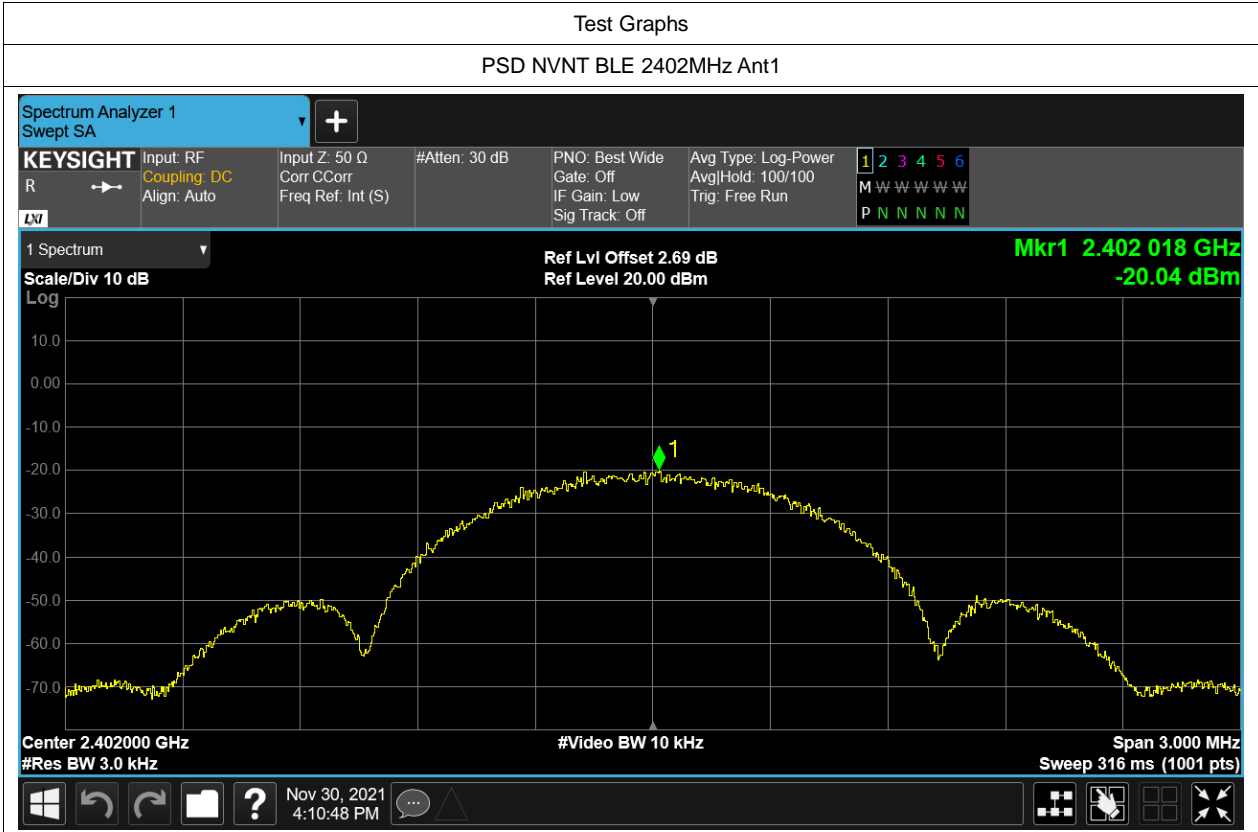 Test Graphs
PSD NVNT BLE 2402MHz Ant1
Spectrum Analyzer 1
Swept SA
+
KEYSIGHT
R
LXI
Input: RF
Coupling: DC
Align: Auto
Input Z: 50 Ω
Corr CCorr
Freq Ref: Int (S)
#Atten: 30 dB
PNO: Best Wide
Gate: Off
IF Gain: Low
Sig Track: Off
Avg Type: Log-Power
Avg|Hold: 100/100
Trig: Free Run
1 2 3 4 5 6
M W W W W W W
P N N N N N N
1 Spectrum
Scale/Div 10 dB
Log
Ref Lvl Offset 2.69 dB
Ref Level 20.00 dBm
Mkr1 2.402 018 GHz
-20.04 dBm
10.0
0.00
-10.0
1
-20.0
-30.0
-40.0
-50.0
-60.0
-70.0
Center 2.402000 GHz
#Res BW 3.0 kHz
#Video BW 10 kHz
Span 3.000 MHz
Sweep 316 ms (1001 pts)
?
Nov 30, 2021
4:10:48 PM